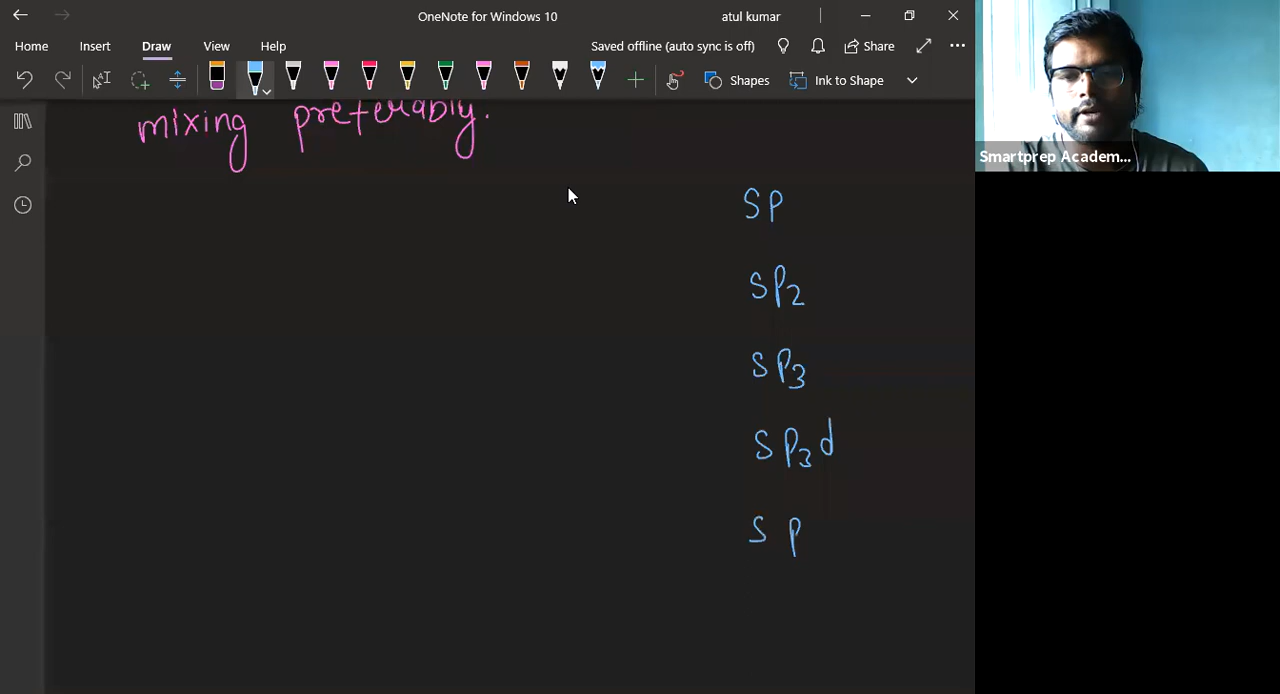 OneNote for Windows 10
atul kumar
Home Insert Draw View Help
Saved offline (auto sync is off)
Share
Shapes
Ink to Shape
mixing preferably.
SP
SP2
SP3
SP3d
S P
Smartprep Academ...